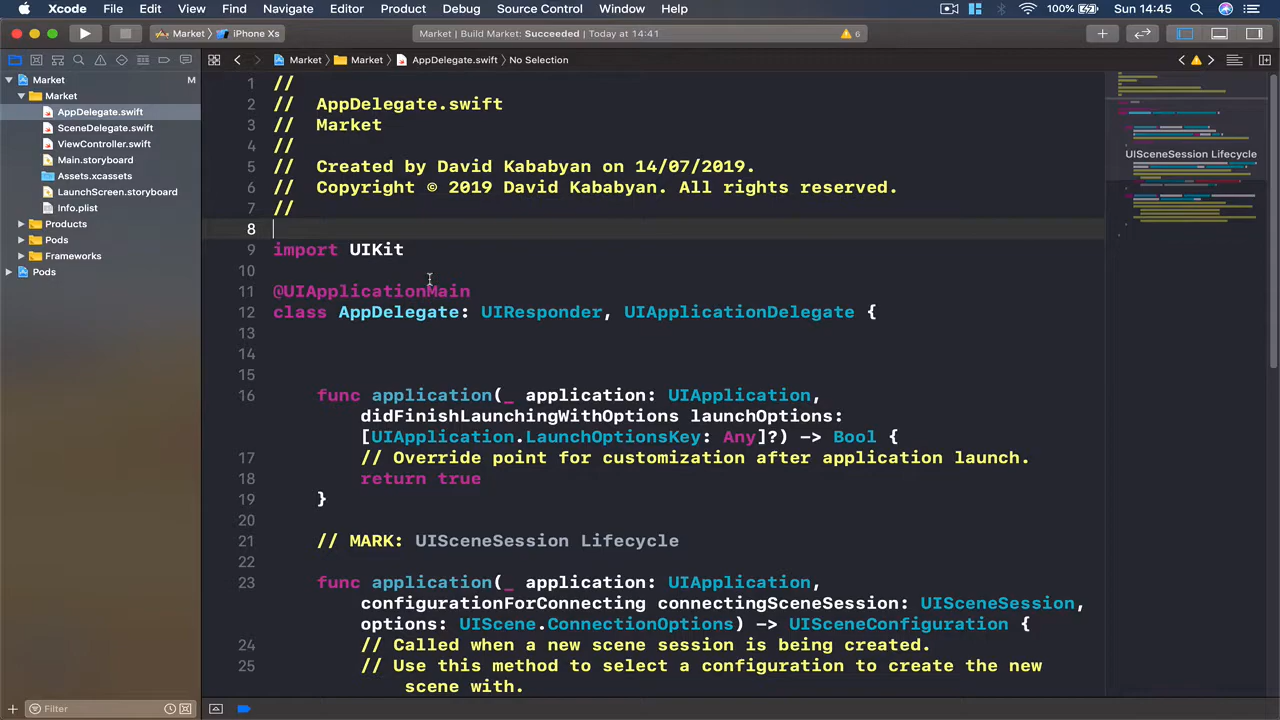 Xcode File Edit View Find Navigate Editor Product Debug Source Control Window Help 100% Sun 14:45
Market iPhone Xs Market | Build Market: Succeeded | Today at 14:41 6
Market Market AppDelegate.swift No Selection
Market M
Market
AppDelegate.swift
SceneDelegate.swift
ViewController.swift
Main.storyboard
Assets.xcassets
LaunchScreen.storyboard
Info.plist
Products
Pods
Frameworks
Pods
Filter
1 //
2 // AppDelegate.swift
3 // Market
4 //
5 // Created by David Kababyan on 14/07/2019.
6 // Copyright © 2019 David Kababyan. All rights reserved.
7 //
8
9 import UIKit
10
11 @UIApplicationMain
12 class AppDelegate: UIResponder, UIApplicationDelegate {
13
14
15
16 func application(_ application: UIApplication,
didFinishLaunchingWithOptions launchOptions:
[UIApplication.LaunchOptionsKey: Any]?) -> Bool {
17 // Override point for customization after application launch.
18 return true
19 }
20
21 // MARK: UISceneSession Lifecycle
22
23 func application(_ application: UIApplication,
configurationForConnecting connectingSceneSession: UISceneSession,
options: UIScene.ConnectionOptions) -> UISceneConfiguration {
24 // Called when a new scene session is being created.
25 // Use this method to select a configuration to create the new
scene with.
UISceneSession Lifecycle